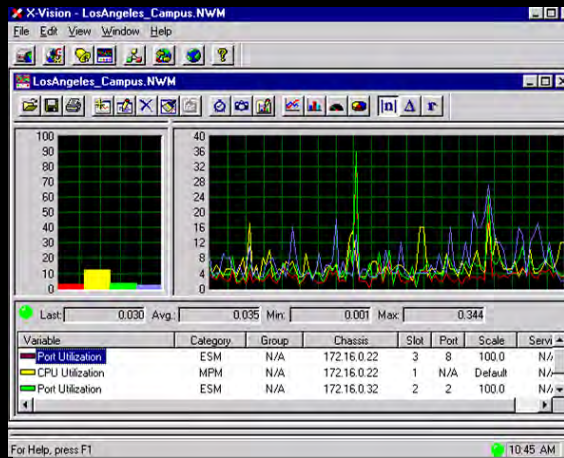 X-Vision - LosAngeles_Campus.NWM
File Edit View Window Help
LosAngeles_Campus.NWM
|n| Δ r
100
90
80
70
60
50
40
30
20
10
0
40
36
32
28
24
20
16
12
8
4
0
Last: 0.030 Avg.: 0.035 Min: 0.001 Max: 0.344
Variable Category Group Chassis Slot Port Scale Servi
Port Utilization ESM N/A 172.16.0.22 3 8 100.0 N/
CPU Utilization MPM N/A 172.16.0.22 1 N/A Default N/
Port Utilization ESM N/A 172.16.0.32 2 2 100.0 N/
For Help, press F1 10:45 AM